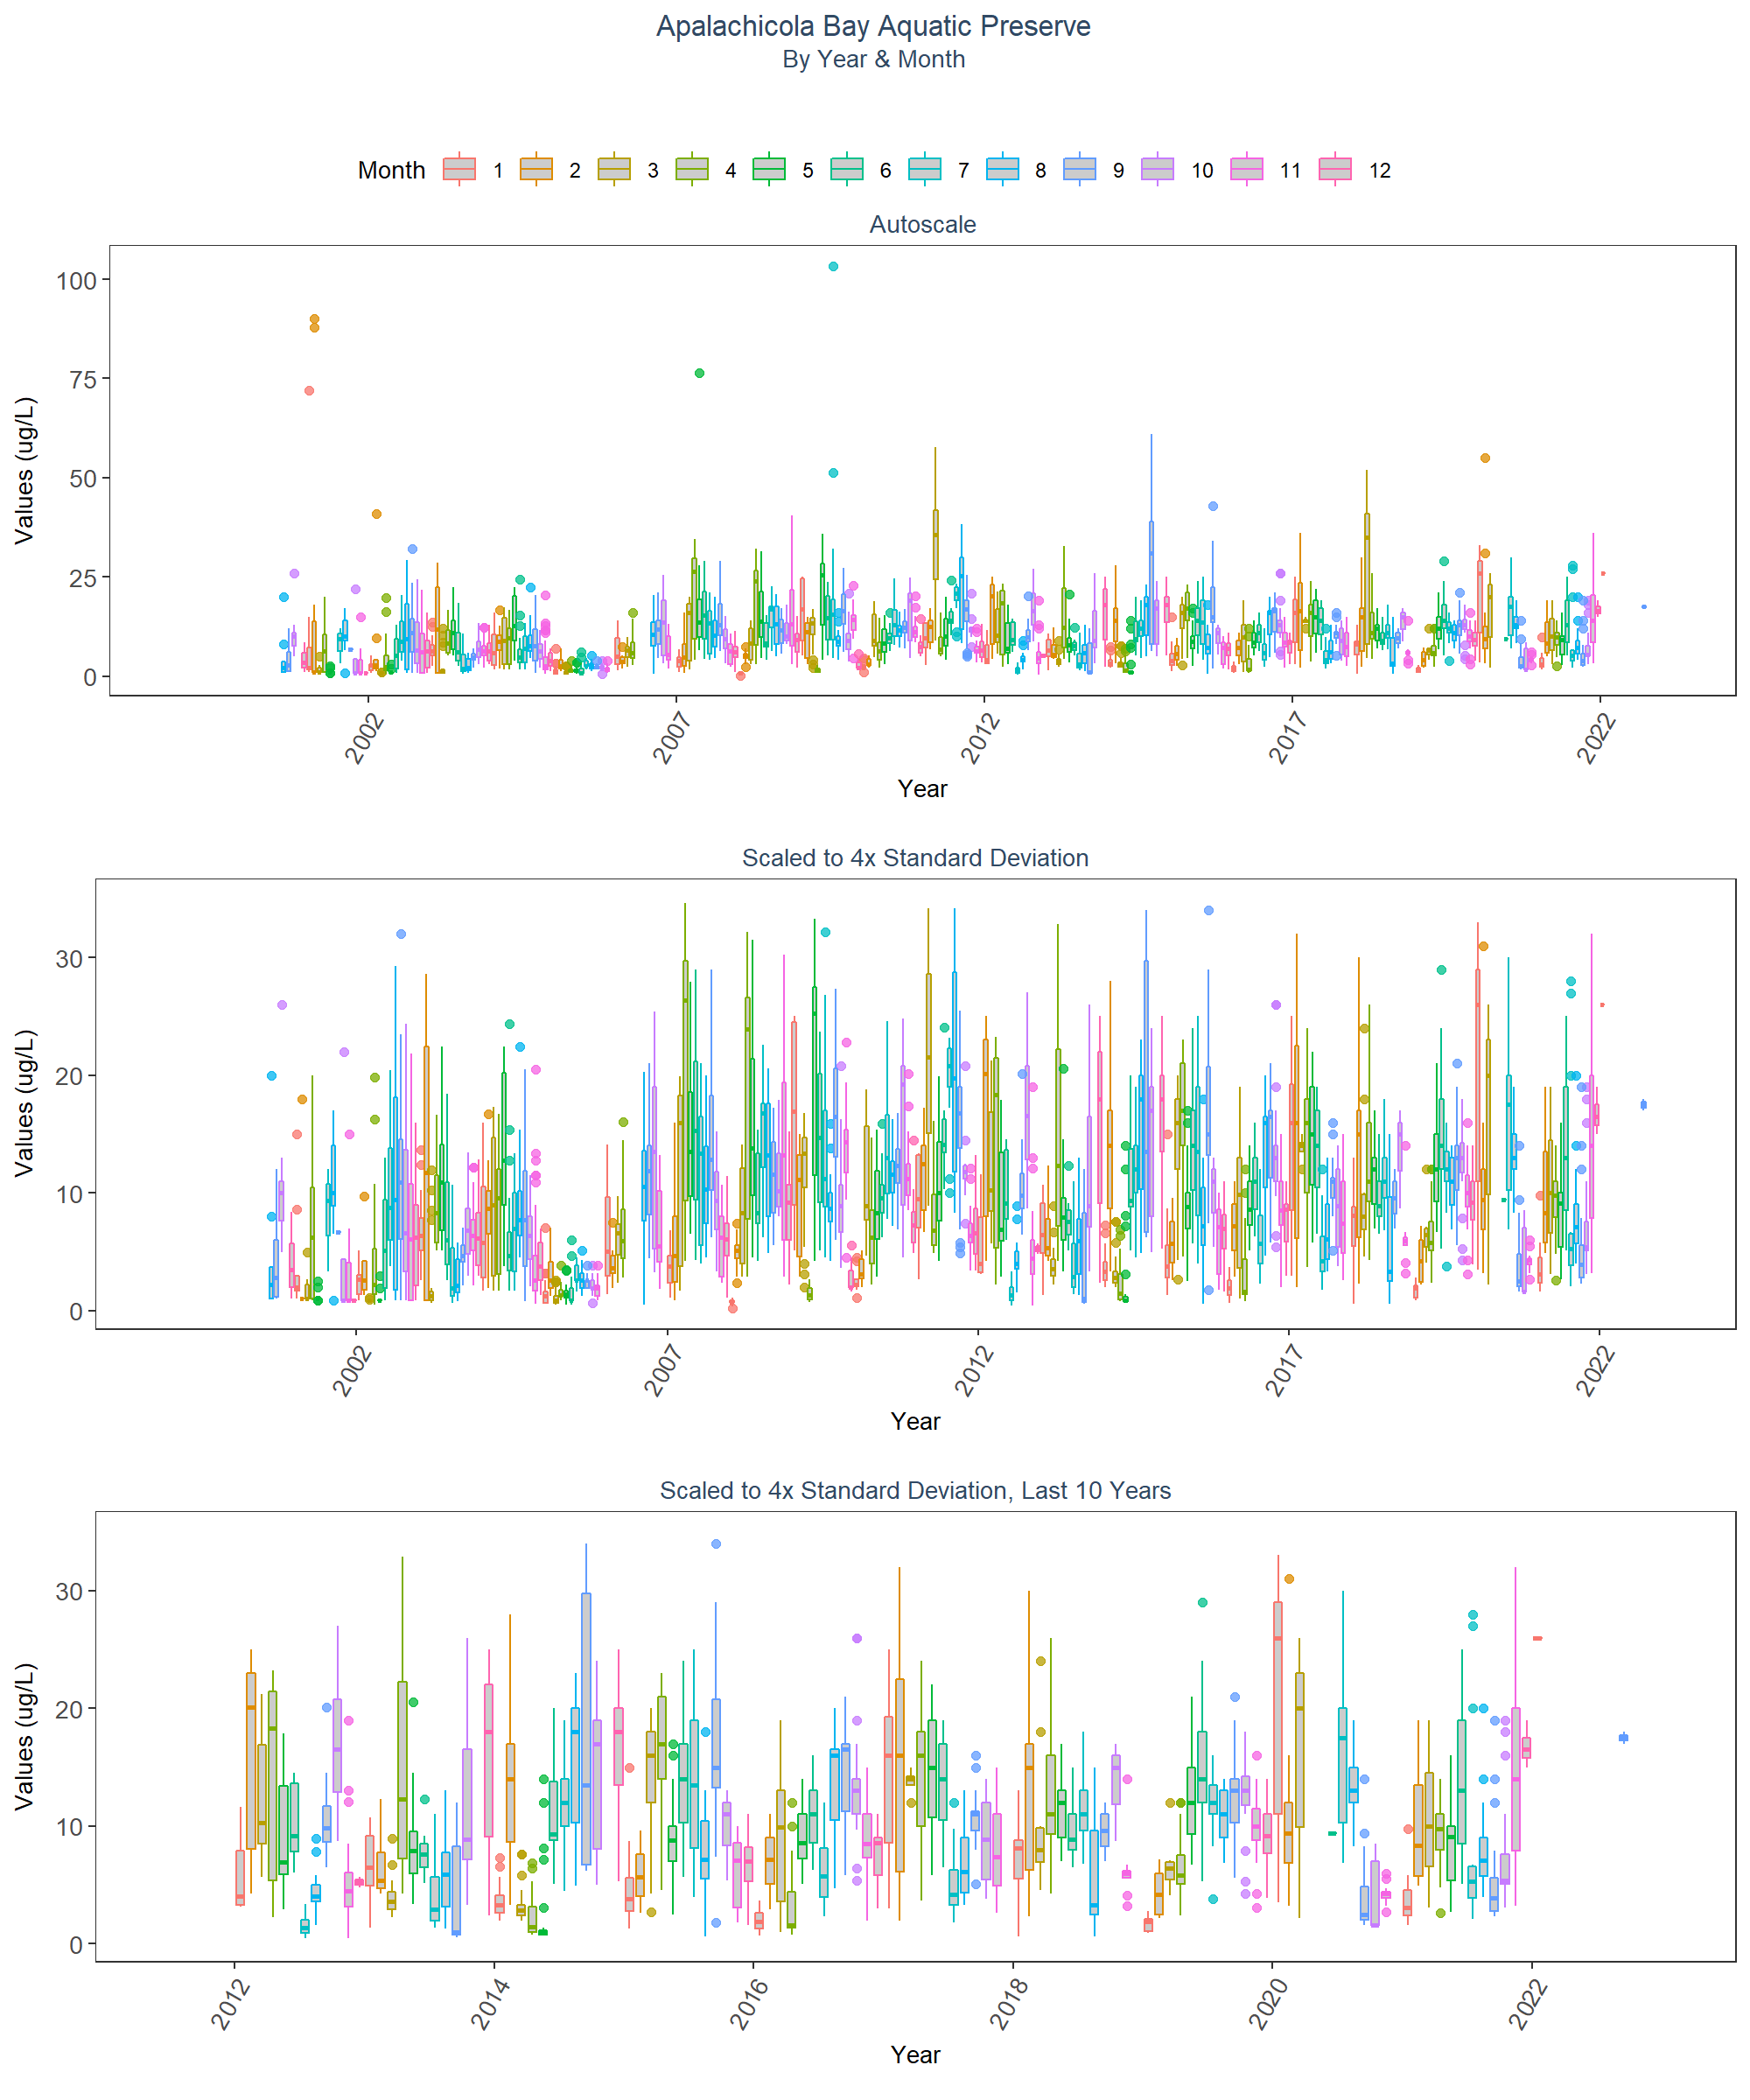 Apalachicola Bay Aquatic Preserve
By Year & Month
Month 1 2 3 4 5 6 7 8 9 10 11 12
Autoscale
Values (ug/L)
100
75
50
25
0
2002 2007 2012 2017 2022
Year
Scaled to 4x Standard Deviation
Values (ug/L)
30
20
10
0
2002 2007 2012 2017 2022
Year
Scaled to 4x Standard Deviation, Last 10 Years
Values (ug/L)
30
20
10
0
2012 2014 2016 2018 2020 2022
Year